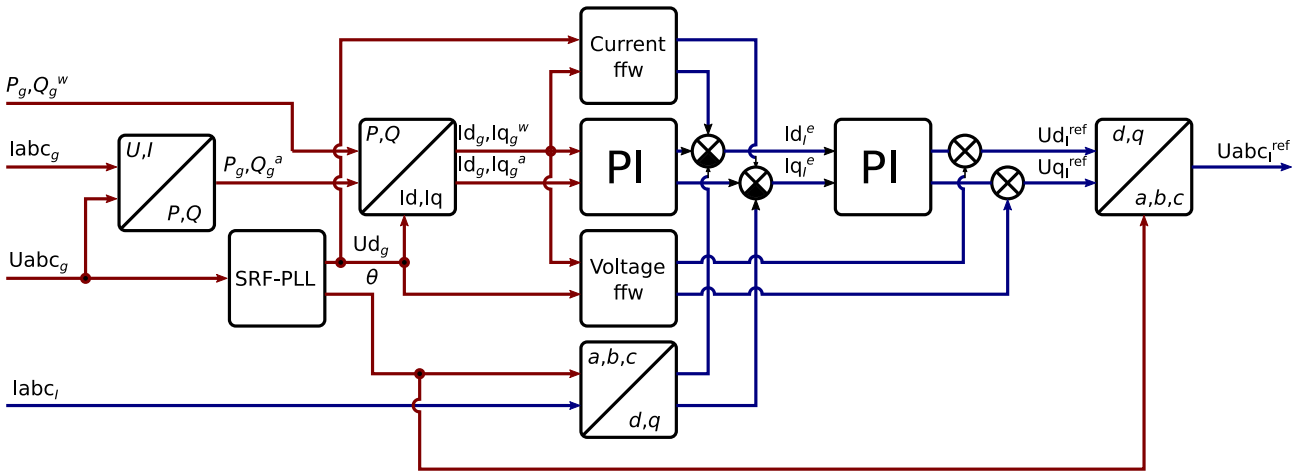 Current
ffw
P_g,Q_g^w
Iabc_g
U,I
P,Q
P_g,Q_g^a
P,Q
Id,Iq
Id_g,Iq_g^w
Id_g,Iq_g^a
PI
Id_l^e
Iq_l^e
PI
Ud_l^ref
Uq_l^ref
d,q
a,b,c
Uabc_l^ref
Uabc_g
SRF-PLL
Ud_g
θ
Voltage
ffw
Iabc_l
a,b,c
d,q